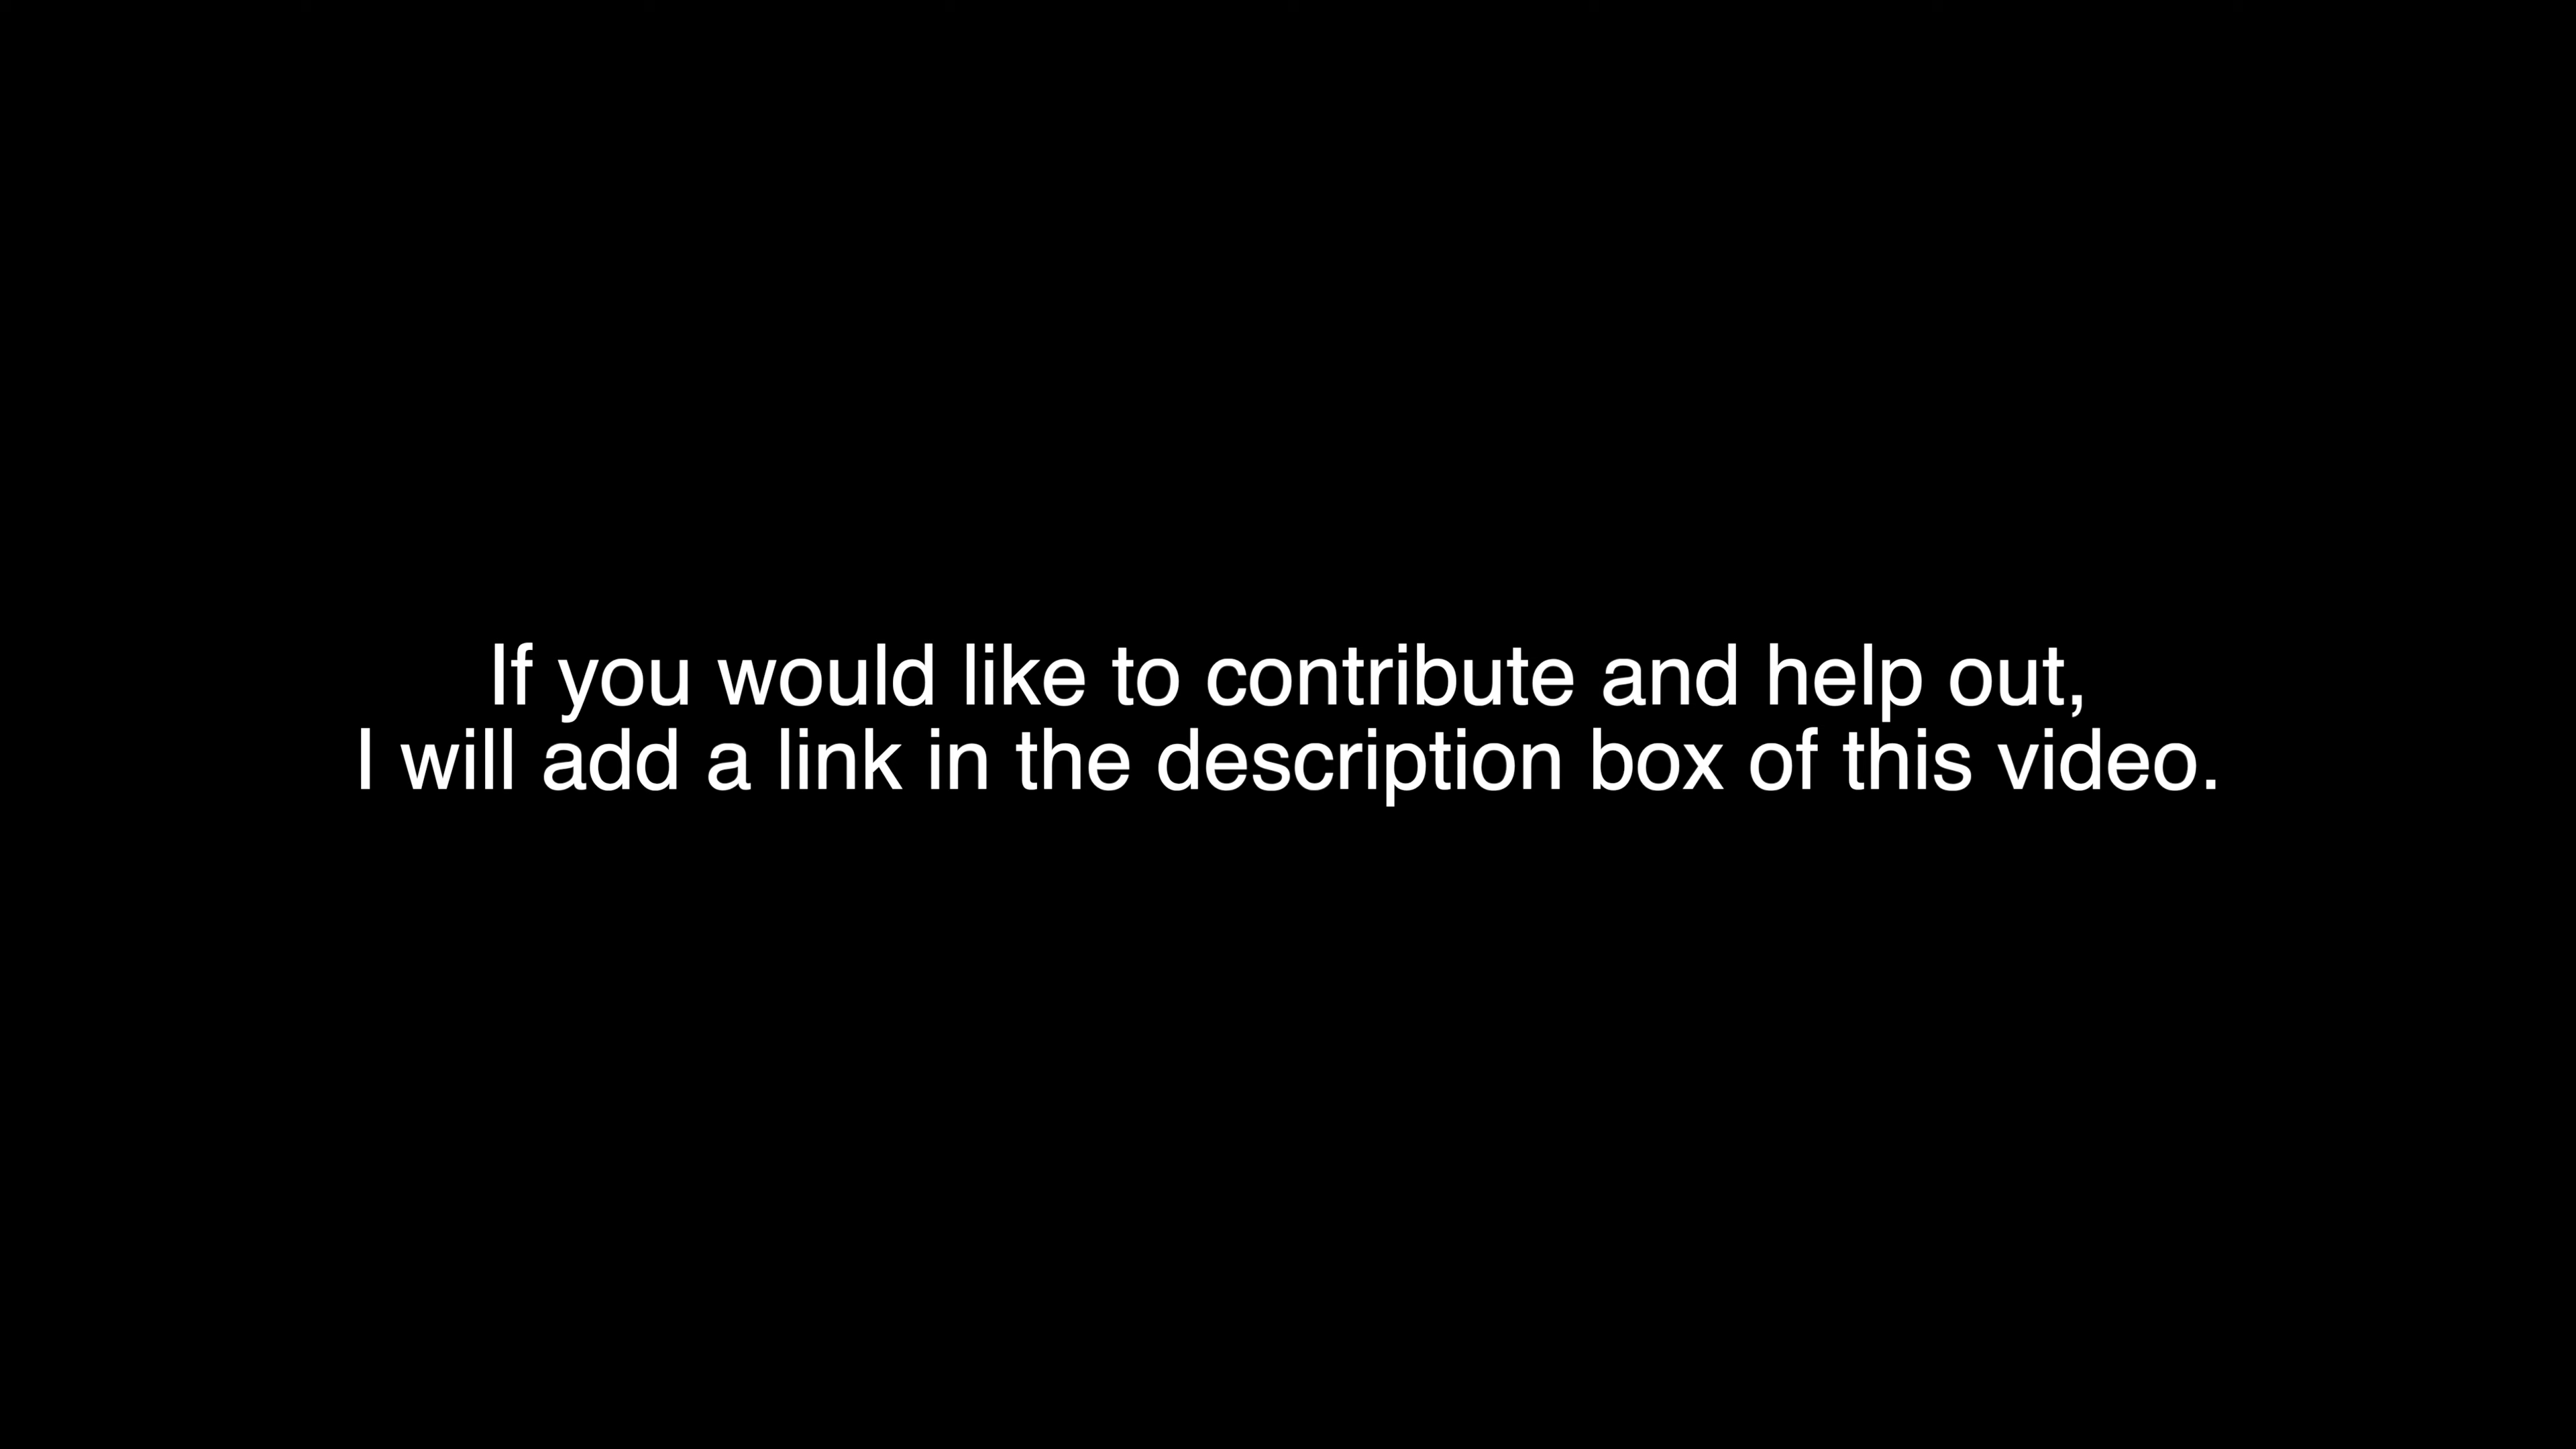 If you would like to contribute and help out,
I will add a link in the description box of this video.